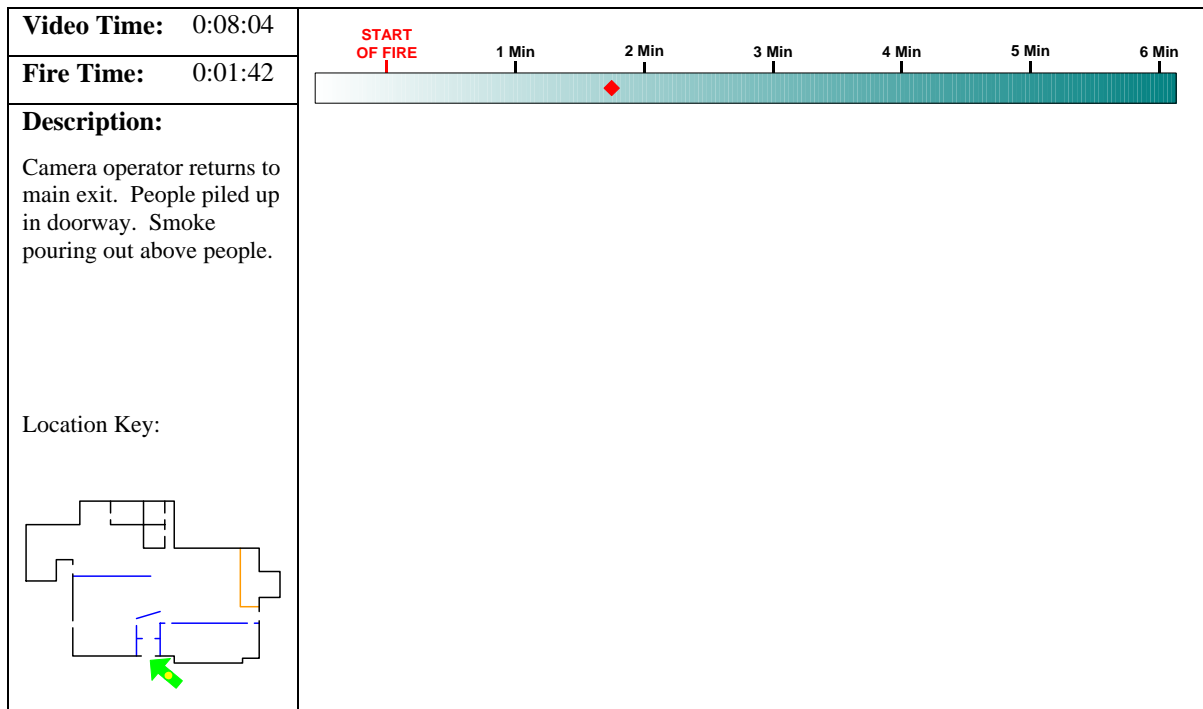 Video Time: 0:08:04
Fire Time: 0:01:42
Description:
Camera operator returns to
main exit. People piled up
in doorway. Smoke
pouring out above people.
Location Key:
START
OF FIRE
1 Min
2 Min
3 Min
4 Min
5 Min
6 Min